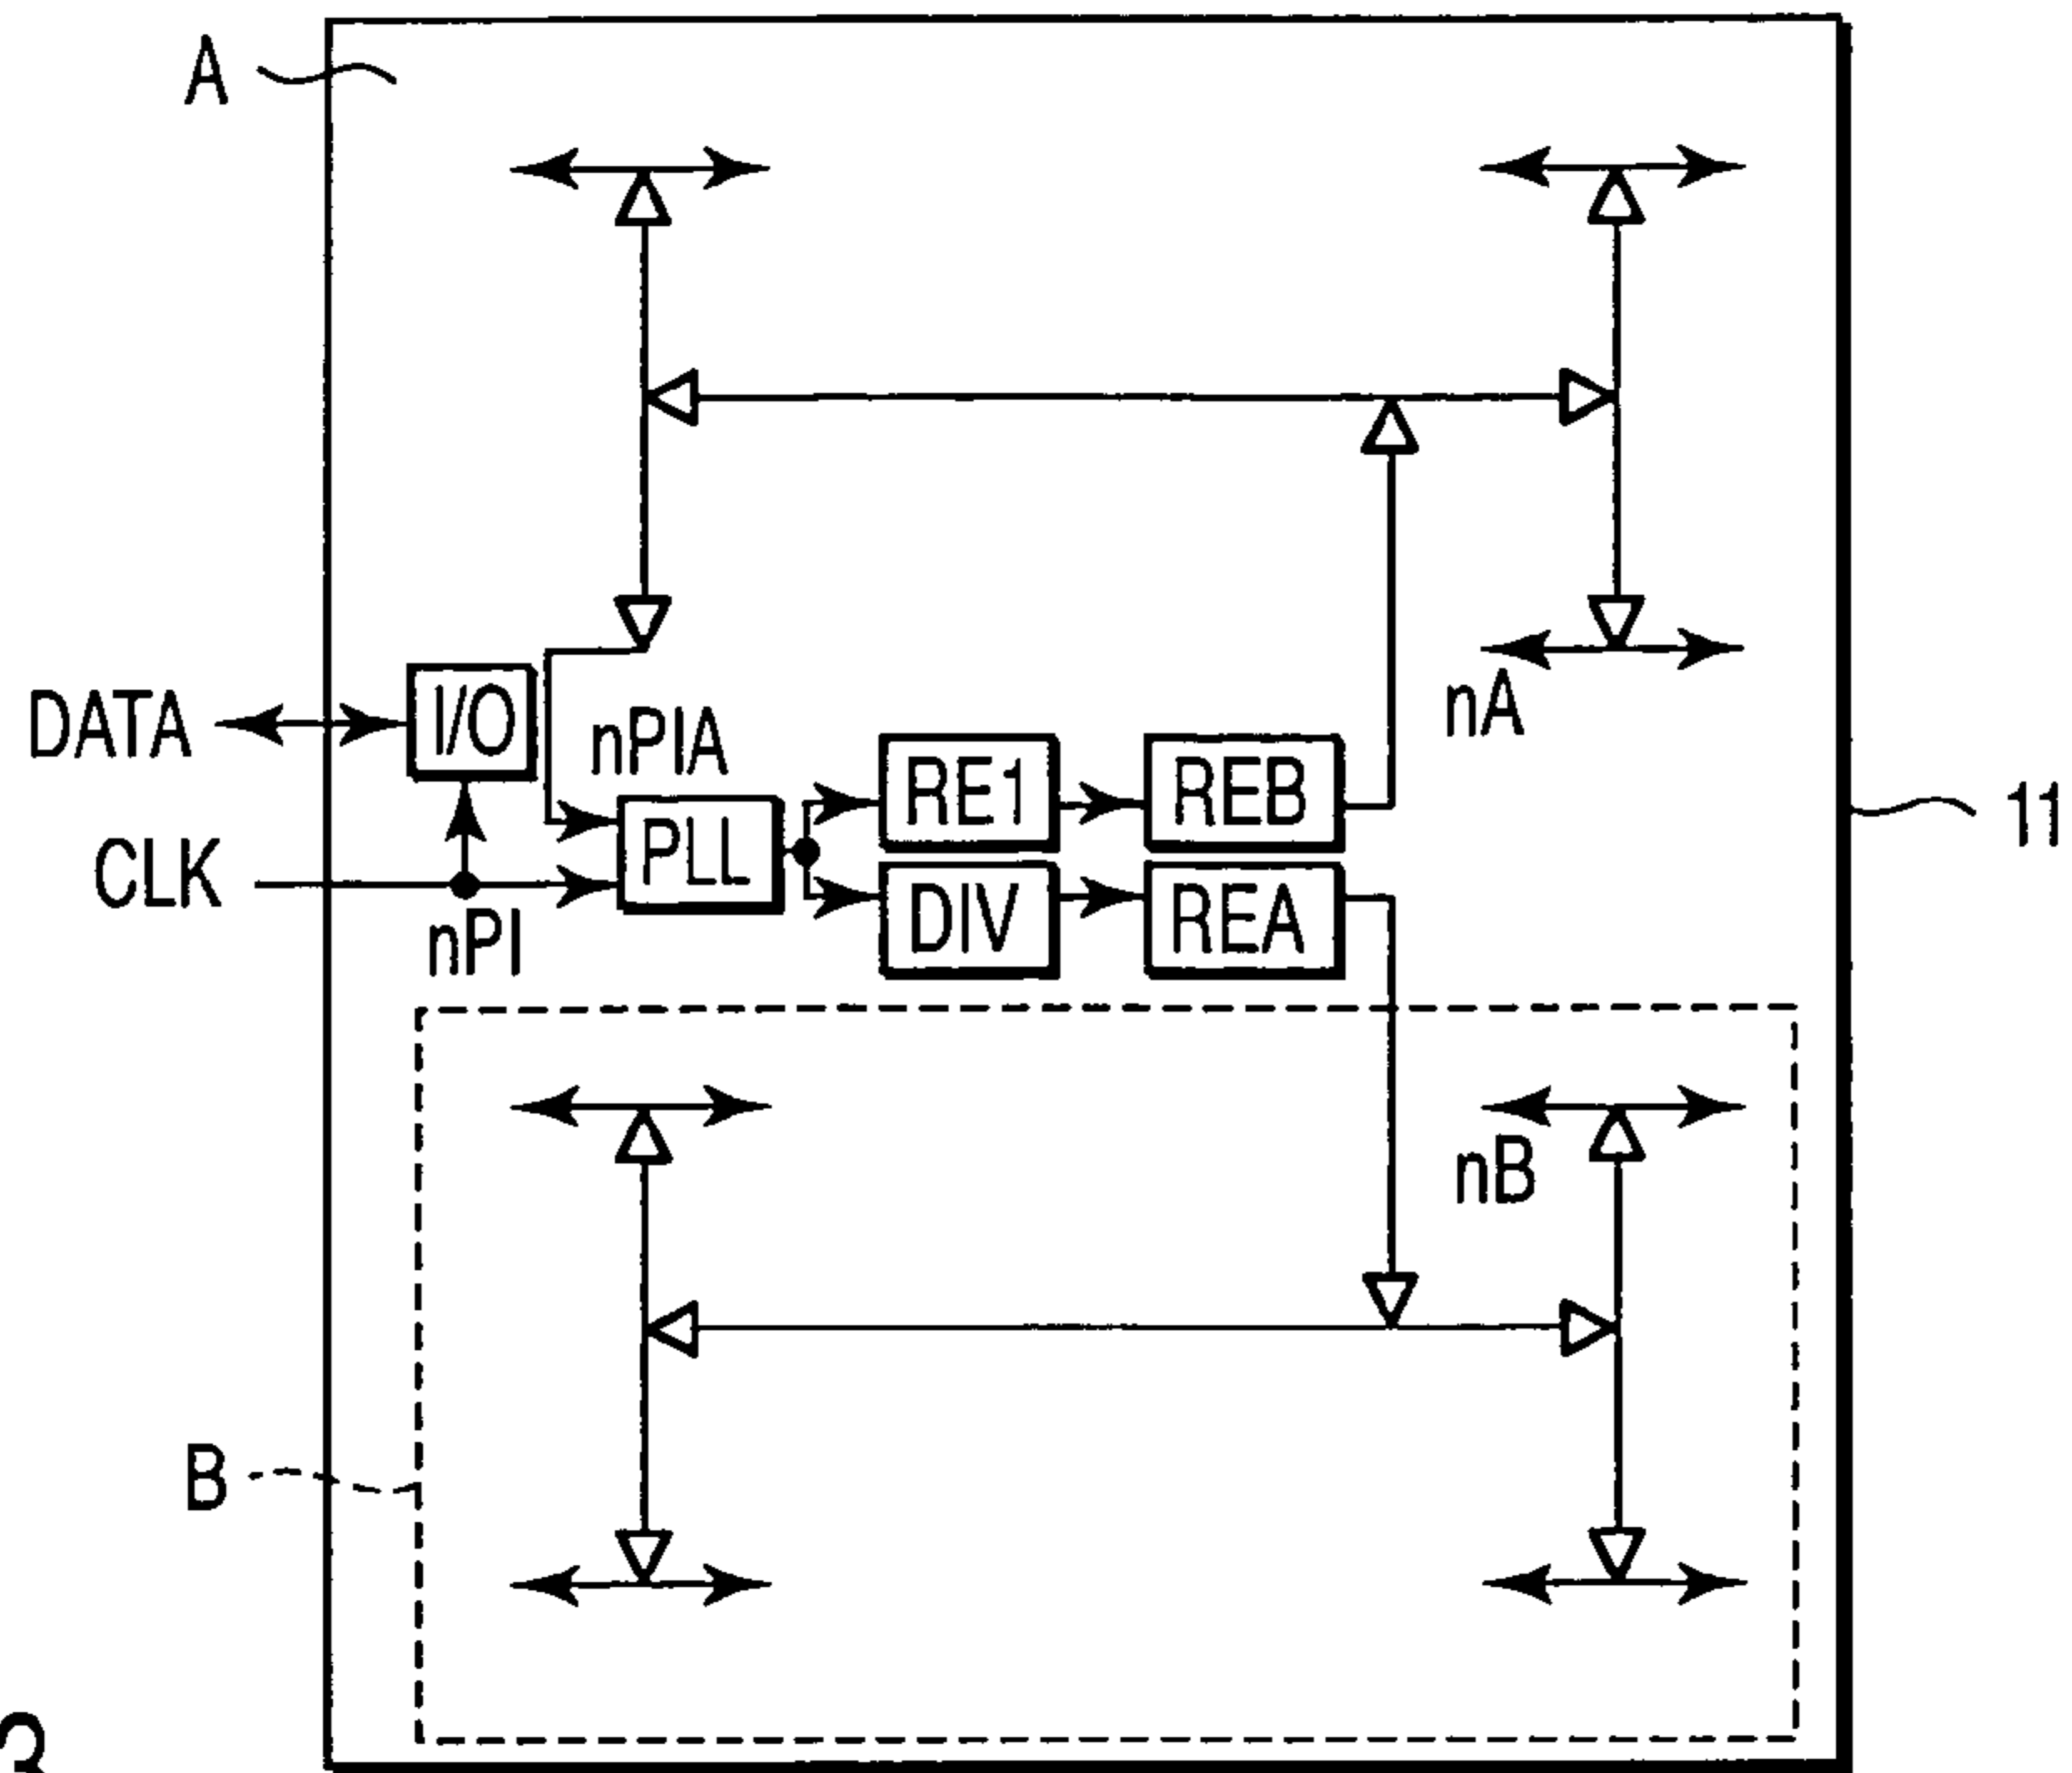 A
nA
DATA
I/O
nPIA
RE1
REB
11
CLK
PLL
nPI
DIV
REA
nB
B
3